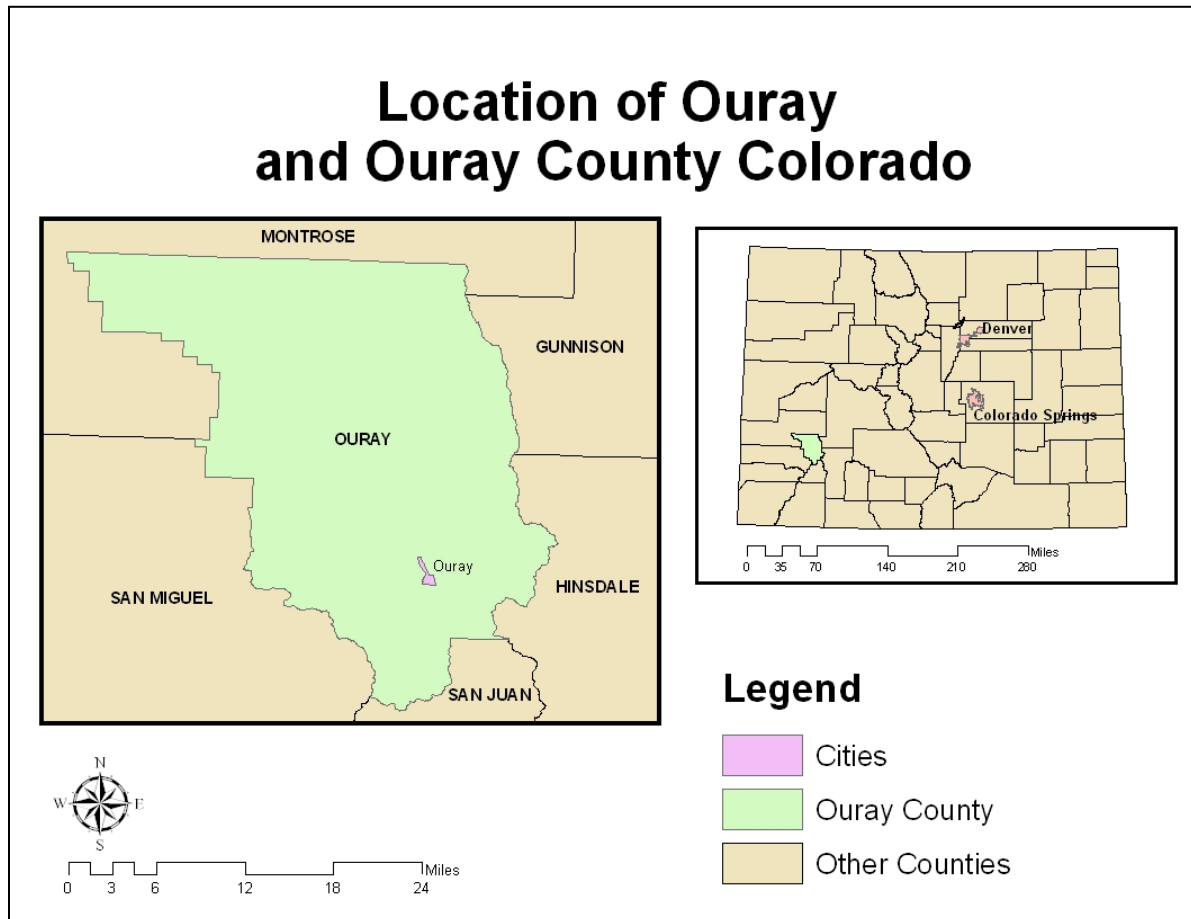 Location of Ouray
and Ouray County Colorado
MONTROSE
GUNNISON
OURAY
Ouray
SAN MIGUEL
HINSDALE
SAN JUAN
Denver
Colorado Springs
Miles
0 35 70 140 210 280
Legend
Cities
Ouray County
Other Counties
N
W E
S
Miles
0 3 6 12 18 24